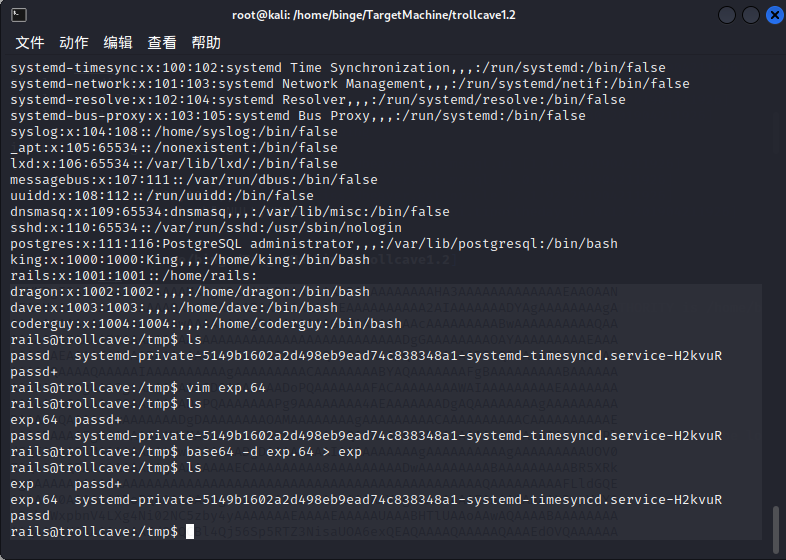 root@kali: /home/binge/TargetMachine/trollcave1.2
文件 动作 编辑 查看 帮助
systemd-timesync:x:100:102:systemd Time Synchronization,,,:/run/systemd:/bin/false
systemd-network:x:101:103:systemd Network Management,,,:/run/systemd/netif:/bin/false
systemd-resolve:x:102:104:systemd Resolver,,,:/run/systemd/resolve:/bin/false
systemd-bus-proxy:x:103:105:systemd Bus Proxy,,,:/run/systemd:/bin/false
syslog:x:104:108::/home/syslog:/bin/false
_apt:x:105:65534::/nonexistent:/bin/false
lxd:x:106:65534::/var/lib/lxd/:/bin/false
messagebus:x:107:111::/var/run/dbus:/bin/false
uuidd:x:108:112::/run/uuidd:/bin/false
dnsmasq:x:109:65534:dnsmasq,,,:/var/lib/misc:/bin/false
sshd:x:110:65534::/var/run/sshd:/usr/sbin/nologin
postgres:x:111:116:PostgreSQL administrator,,,:/var/lib/postgresql:/bin/bash
king:x:1000:1000:King,,,:/home/king:/bin/bash
rails:x:1001:1001::/home/rails:
dragon:x:1002:1002:,,,:/home/dragon:/bin/bash
dave:x:1003:1003:,,,:/home/dave:/bin/bash
coderguy:x:1004:1004:,,,:/home/coderguy:/bin/bash
rails@trollcave:/tmp$ ls
passd systemd-private-5149b1602a2d498eb9ead74c838348a1-systemd-timesyncd.service-H2kvuR
passd+
rails@trollcave:/tmp$ vim exp.64
rails@trollcave:/tmp$ ls
exp.64 passd+
passd systemd-private-5149b1602a2d498eb9ead74c838348a1-systemd-timesyncd.service-H2kvuR
rails@trollcave:/tmp$ base64 -d exp.64 > exp
rails@trollcave:/tmp$ ls
exp passd+
exp.64 systemd-private-5149b1602a2d498eb9ead74c838348a1-systemd-timesyncd.service-H2kvuR
passd
rails@trollcave:/tmp$